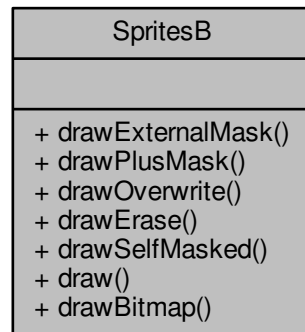 SpritesB
+ drawExternalMask()
+ drawPlusMask()
+ drawOverwrite()
+ drawErase()
+ drawSelfMasked()
+ draw()
+ drawBitmap()